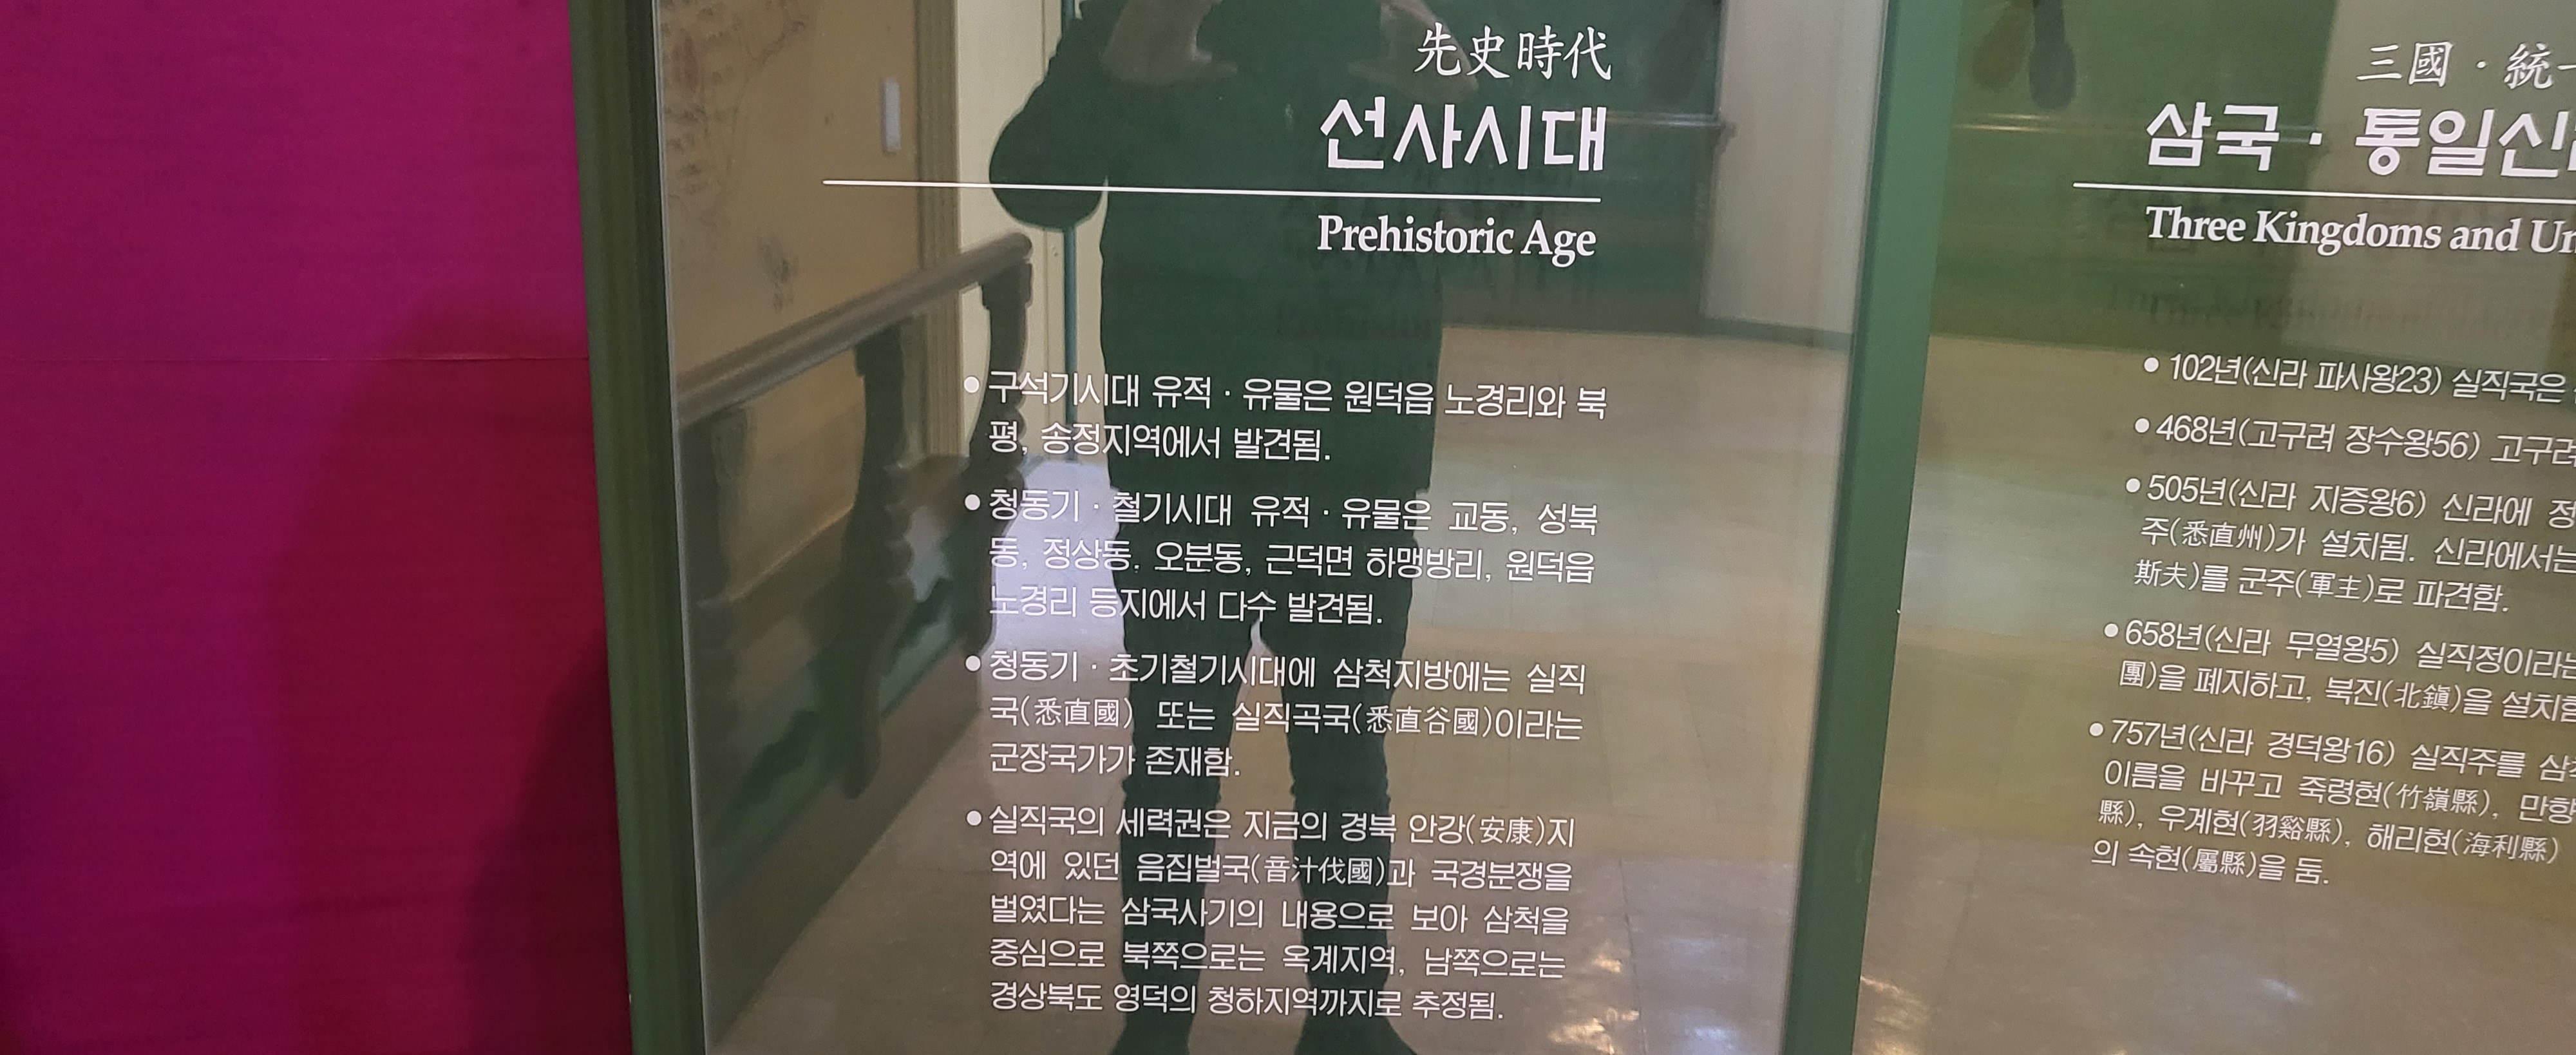 先史時代
선사시대
Prehistoric Age
● 구석기시대 유적 · 유물은 원덕읍 노경리와 북
평, 송정지역에서 발견됨.
● 청동기 · 철기시대 유적 · 유물은 교동, 성북
동, 정상동. 오분동, 근덕면 하맹방리, 원덕읍
노경리 등지에서 다수 발견됨.
● 청동기 · 초기철기시대에 삼척지방에는 실직
국(悉直國) 또는 실직곡국(悉直谷國)이라는
군장국가가 존재함.
● 실직국의 세력권은 지금의 경북 안강(安康)지
역에 있던 음집벌국(音汁伐國)과 국경분쟁을
벌였다는 삼국사기의 내용으로 보아 삼척을
중심으로 북쪽으로는 옥계지역, 남쪽으로는
경상북도 영덕의 청하지역까지로 추정됨.
三國 · 統一
삼국 · 통일신
Three Kingdoms and Un
● 102년(신라 파사왕23) 실직국은
● 468년(고구려 장수왕56) 고구려
● 505년(신라 지증왕6) 신라에 정
주(悉直州)가 설치됨. 신라에서는
斯夫)를 군주(軍主)로 파견함.
● 658년(신라 무열왕5) 실직정이라는
團)을 폐지하고, 북진(北鎭)을 설치함
● 757년(신라 경덕왕16) 실직주를 삼척
이름을 바꾸고 죽령현(竹嶺縣), 만향
縣), 우계현(羽谿縣), 해리현(海利縣)
의 속현(屬縣)을 둠.